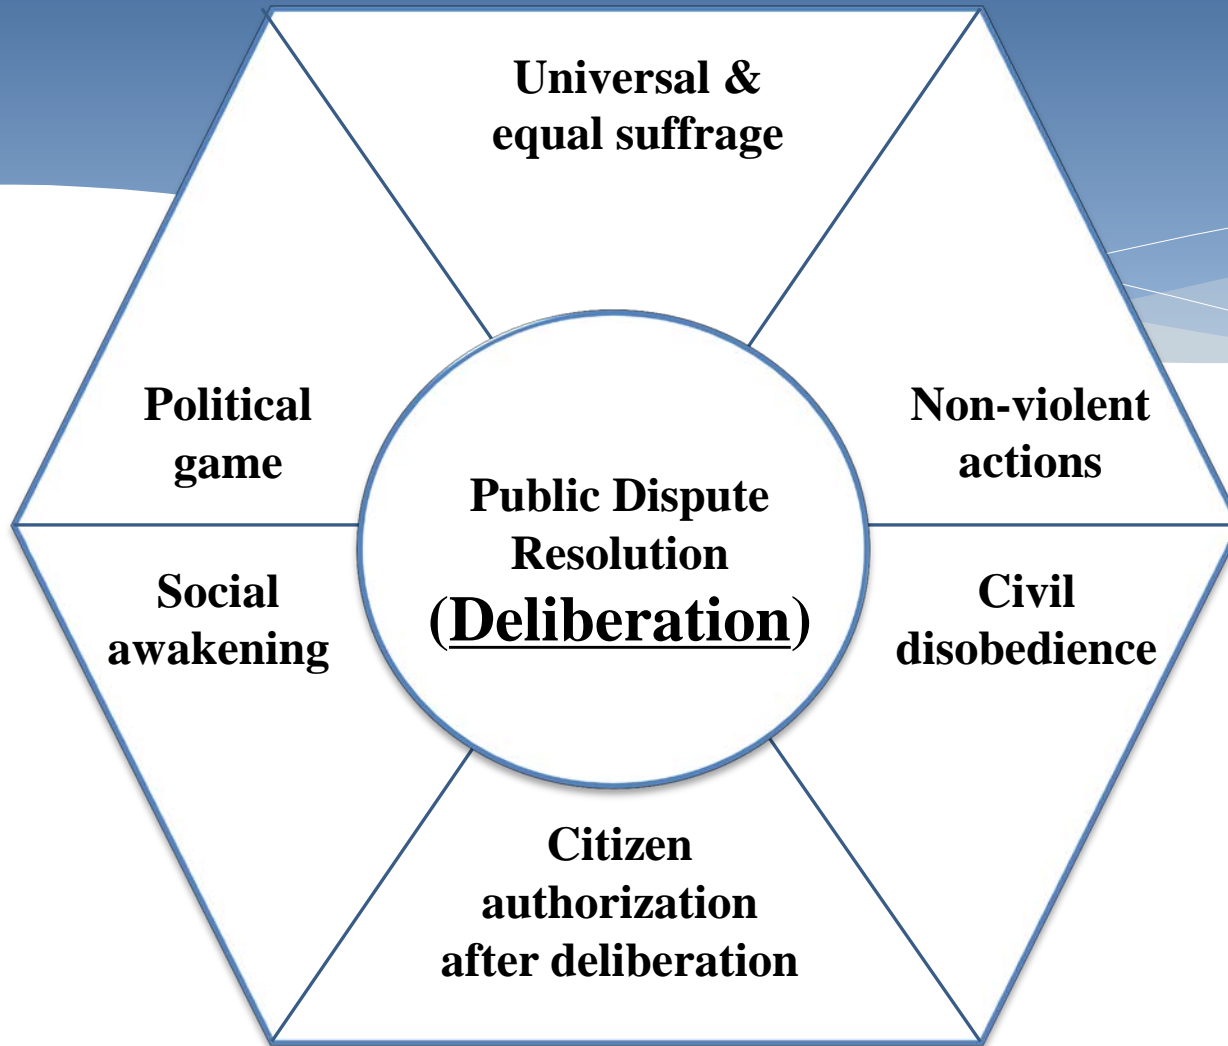 Universal &
equal suffrage
Political
game
Non-violent
actions
Public Dispute
Resolution
(Deliberation)
Social
awakening
Civil
disobedience
Citizen
authorization
after deliberation